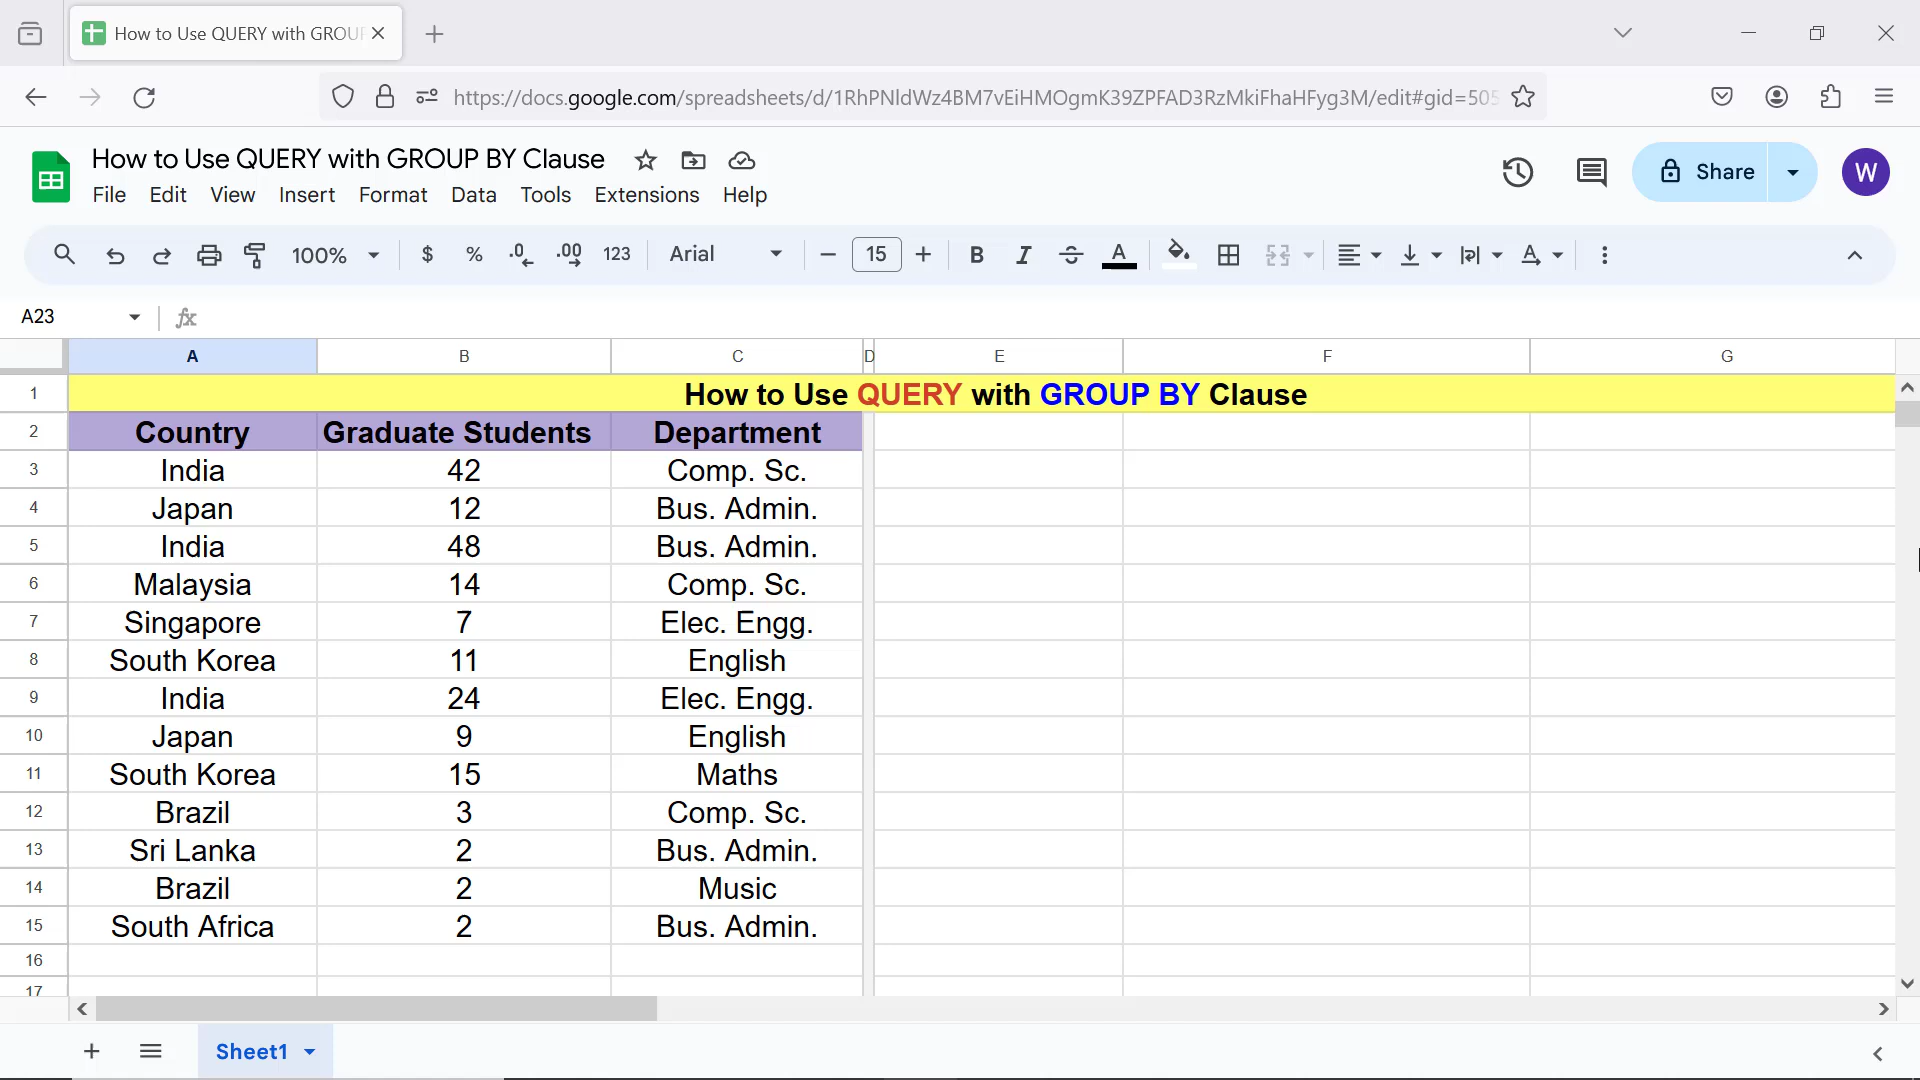 How to Use QUERY with GROUP
https://docs.google.com/spreadsheets/d/1RhPNldWz4BM7vEiHMOgmK39ZPFAD3RzMkiFhaHFyg3M/edit#gid=505
How to Use QUERY with GROUP BY Clause
File Edit View Insert Format Data Tools Extensions Help
Share
W
100% $ % .0 .00 123 Arial 15 B I S A A
A23 fx
A B C D E F G
1 How to Use QUERY with GROUP BY Clause
2 Country Graduate Students Department
3 India 42 Comp. Sc.
4 Japan 12 Bus. Admin.
5 India 48 Bus. Admin.
6 Malaysia 14 Comp. Sc.
7 Singapore 7 Elec. Engg.
8 South Korea 11 English
9 India 24 Elec. Engg.
10 Japan 9 English
11 South Korea 15 Maths
12 Brazil 3 Comp. Sc.
13 Sri Lanka 2 Bus. Admin.
14 Brazil 2 Music
15 South Africa 2 Bus. Admin.
16
17
Sheet1